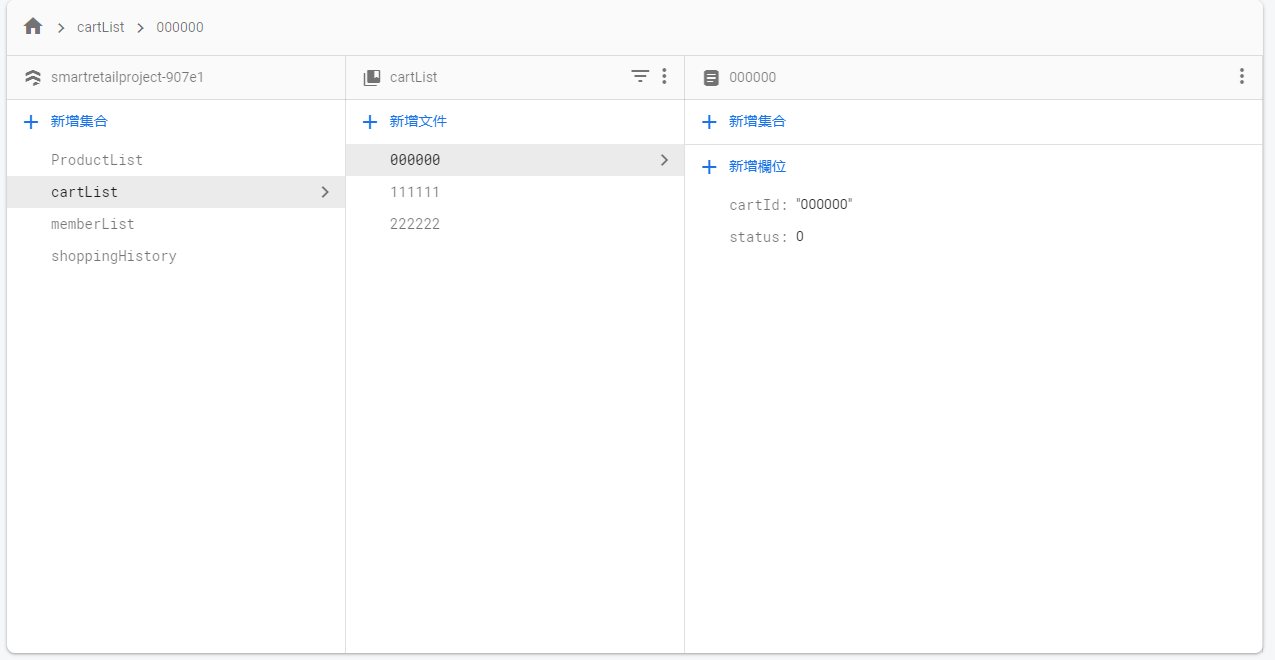 cartList 000000
smartretailproject-907e1
新增集合
ProductList
cartList
memberList
shoppingHistory
cartList
新增文件
000000
111111
222222
000000
新增集合
新增欄位
cartId: "000000"
status: 0